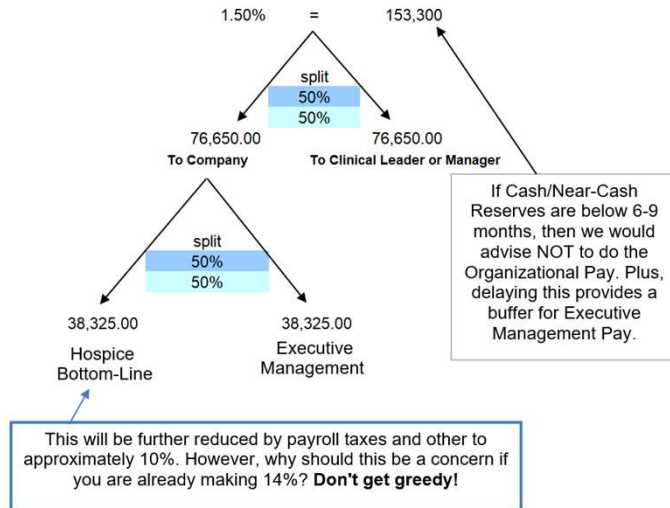 1.50% = 153,300
split
50%
50%
76,650.00 76,650.00
To Company To Clinical Leader or Manager
If Cash/Near-Cash
Reserves are below 6-9
months, then we would
advise NOT to do the
Organizational Pay. Plus,
delaying this provides a
buffer for Executive
Management Pay.
split
50%
50%
38,325.00 38,325.00
Hospice
Bottom-Line
Executive
Management
This will be further reduced by payroll taxes and other to
approximately 10%. However, why should this be a concern if
you are already making 14%? Don't get greedy!